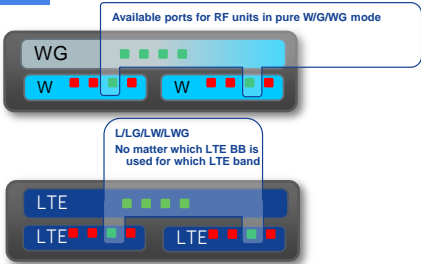 Available ports for RF units in pure W/G/WG mode
WG
W
W
L/LG/LW/LWG
No matter which LTE BB is
used for which LTE band
LTE
LTE
LTE